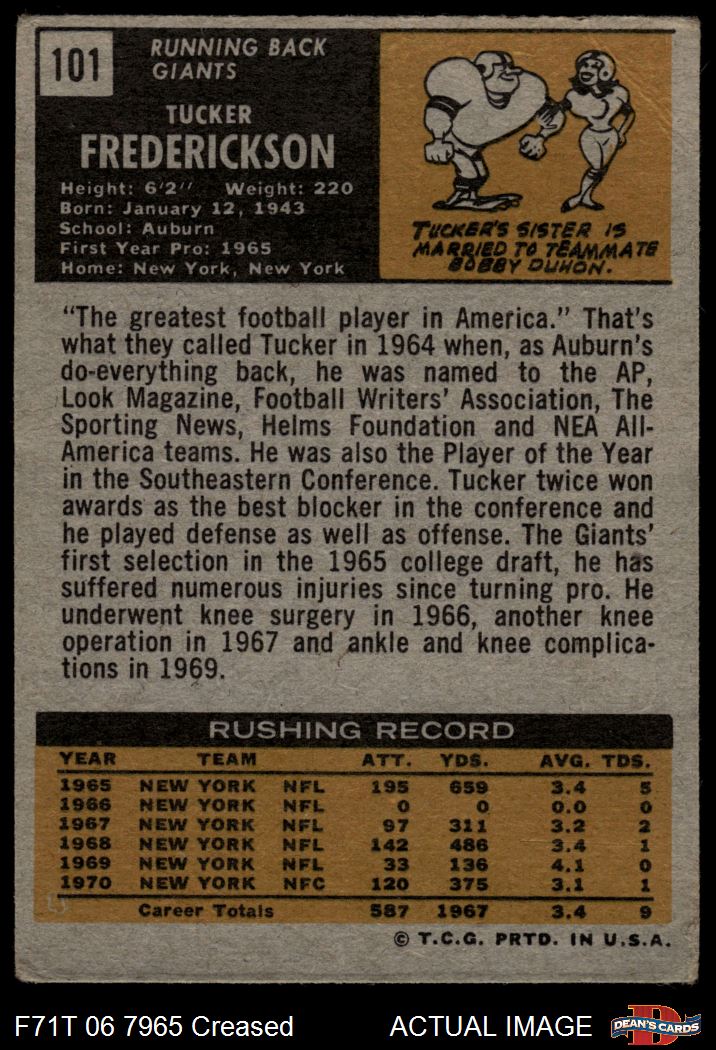 101
RUNNING BACK
GIANTS
TUCKER
FREDERICKSON
Height: 6'2'' Weight: 220
Born: January 12, 1943
School: Auburn
First Year Pro: 1965
Home: New York, New York
TUCKER'S SISTER IS
MARRIED TO TEAMMATE
BOBBY DUHON.
"The greatest football player in America." That's
what they called Tucker in 1964 when, as Auburn's
do-everything back, he was named to the AP,
Look Magazine, Football Writers' Association, The
Sporting News, Helms Foundation and NEA All-
America teams. He was also the Player of the Year
in the Southeastern Conference. Tucker twice won
awards as the best blocker in the conference and
he played defense as well as offense. The Giants'
first selection in the 1965 college draft, he has
suffered numerous injuries since turning pro. He
underwent knee surgery in 1966, another knee
operation in 1967 and ankle and knee complica-
tions in 1969.
RUSHING RECORD
YEAR TEAM ATT. YDS. AVG. TDS.
1965 NEW YORK NFL 195 659 3.4 5
1966 NEW YORK NFL 0 0 0.0 0
1967 NEW YORK NFL 97 311 3.2 2
1968 NEW YORK NFL 142 486 3.4 1
1969 NEW YORK NFL 33 136 4.1 0
1970 NEW YORK NFC 120 375 3.1 1
Career Totals 587 1967 3.4 9
© T.C.G. PRTD. IN U.S.A.
F71T 06 7965 Creased ACTUAL IMAGE
DEAN'S CARDS